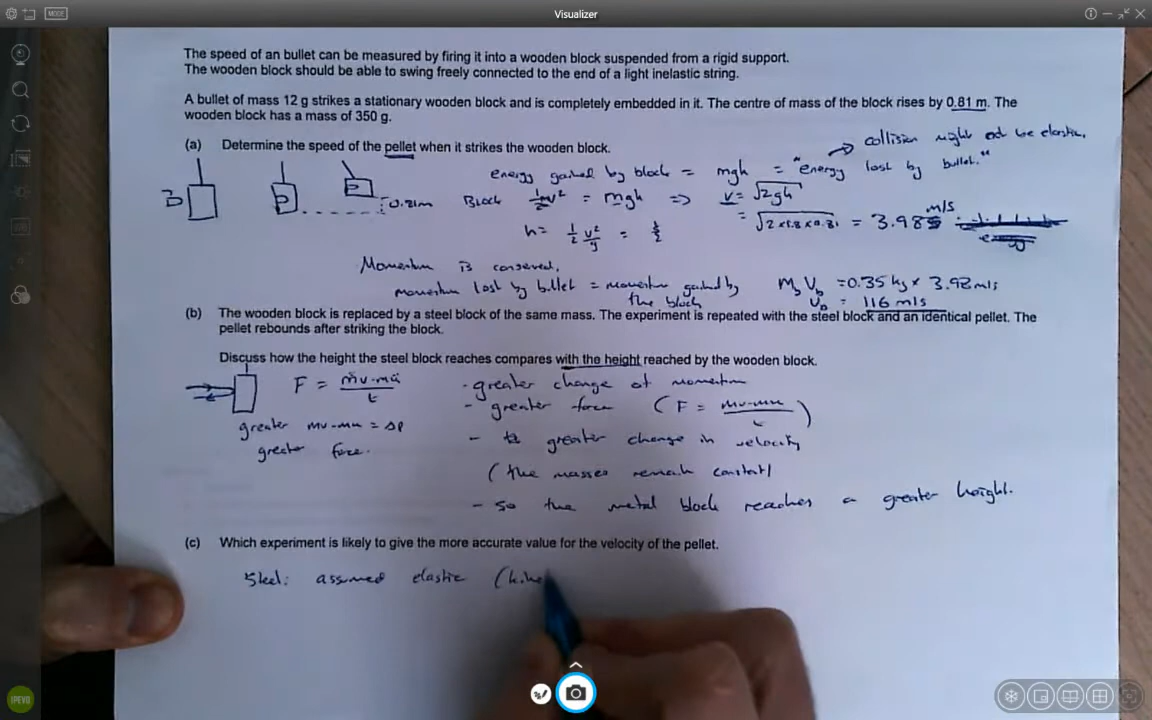 MODE
Visualizer
The speed of an bullet can be measured by firing it into a wooden block suspended from a rigid support.
The wooden block should be able to swing freely connected to the end of a light inelastic string.
A bullet of mass 12 g strikes a stationary wooden block and is completely embedded in it. The centre of mass of the block rises by 0.81 m. The
wooden block has a mass of 350 g.
(a) Determine the speed of the pellet when it strikes the wooden block.
→ collision might not be elastic.
energy gained by block = mgh = "energy lost by bullet."
0.81m Block ½mv² = mgh => v = √2gh
= √2 x 9.8 x 0.81 = 3.98 m/s
h = ½ v²/g =
Momentum is conserved,
momentum lost by bullet = momentum gained by the block
M_b V_b = 0.35 kg x 3.98 m/s
V_b = 116 m/s
(b) The wooden block is replaced by a steel block of the same mass. The experiment is repeated with the steel block and an identical pellet. The
pellet rebounds after striking the block.
Discuss how the height the steel block reaches compares with the height reached by the wooden block.
F = mv-mu / t
greater mv-mu = Δp
greater force.
- greater change of momentum
- greater force (F = mv-mu / t)
- greater change in velocity
(the masses remain constant)
- so the metal block reaches a greater height.
(c) Which experiment is likely to give the more accurate value for the velocity of the pellet.
Steel: assumed elastic (kine
IPEVO